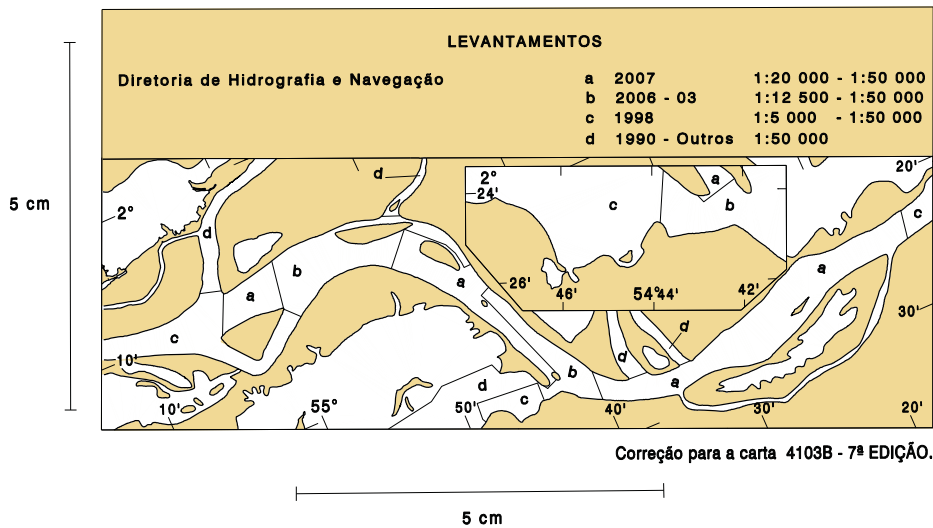 LEVANTAMENTOS
Diretoria de Hidrografia e Navegação
a 2007 1:20 000 - 1:50 000
b 2006 - 03 1:12 500 - 1:50 000
c 1998 1:5 000 - 1:50 000
d 1990 - Outros 1:50 000
5 cm
20'
d
2°
24'
a
c
b
2°
d
c
b
a
a
26'
46'
54° 44'
42'
a
b
30'
c
d
d
10'
d
b
a
c
10'
55°
50'
40'
30'
20'
Correção para a carta 4103B - 7ª EDIÇÃO.
5 cm